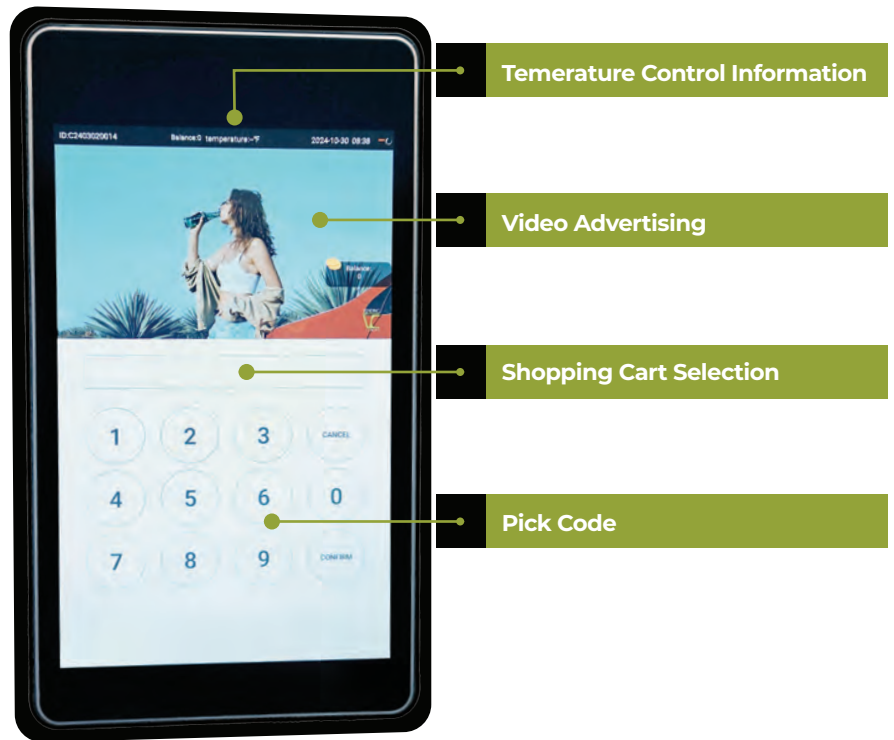 ID:C2403020014 Balance:0 temperature:-℉ 2024-10-30 08:38
Temerature Control Information
Video Advertising
Balance:
0
Shopping Cart Selection
1 2 3 CANCEL
4 5 6 0
Pick Code
7 8 9 CONFIRM